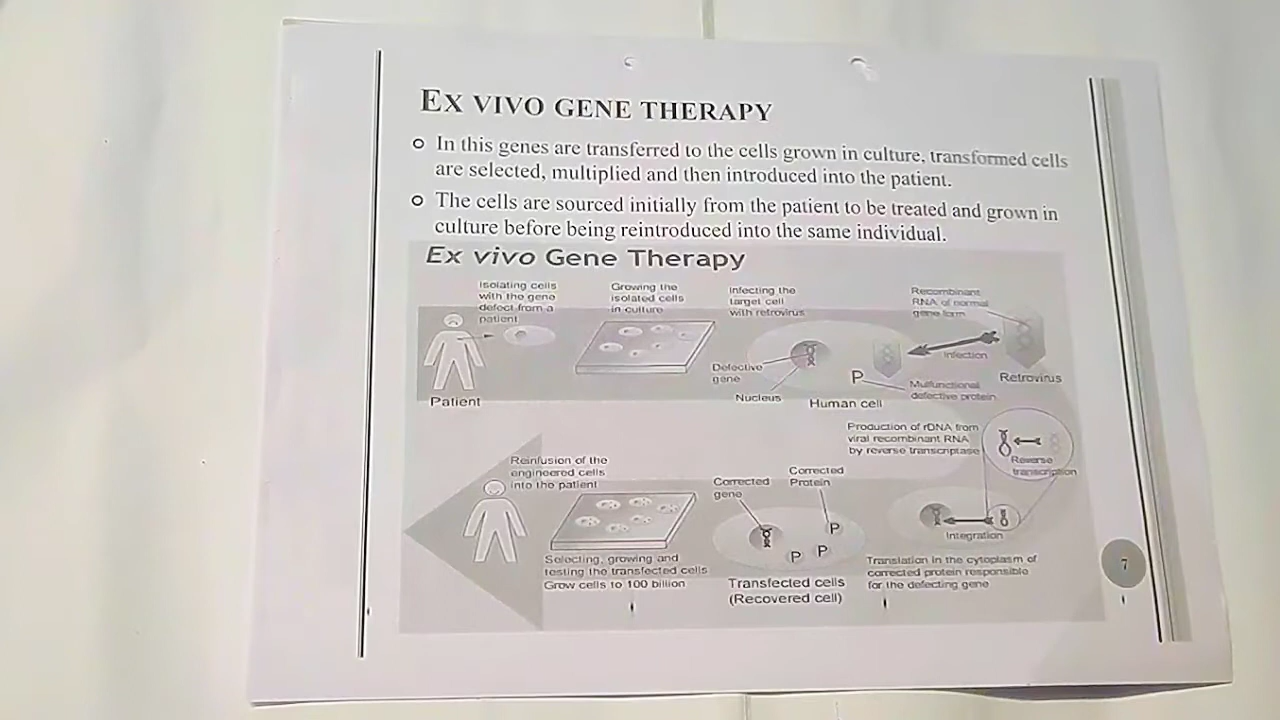 EX VIVO GENE THERAPY
In this genes are transferred to the cells grown in culture, transformed cells
are selected, multiplied and then introduced into the patient.
The cells are sourced initially from the patient to be treated and grown in
culture before being reintroduced into the same individual.
Ex vivo Gene Therapy
Isolating cells
with the gene
defect from a
patient
Growing the
isolated cells
in culture
Infecting the
target cell
with retrovirus
Recombinant
RNA of normal
gene form
Infection
Defective
gene
Nucleus
P
Human cell
Malfunctional
defective protein
Retrovirus
Patient
Production of rDNA from
viral recombinant RNA
by reverse transcriptase
Reverse
transcription
Reinfusion of the
engineered cells
into the patient
Corrected
gene
Corrected
Protein
P
P
P
Integration
Selecting, growing and
testing the transfected cells
Grow cells to 100 billion
Transfected cells
(Recovered cell)
Translation in the cytoplasm of
corrected protein responsible
for the defecting gene
7